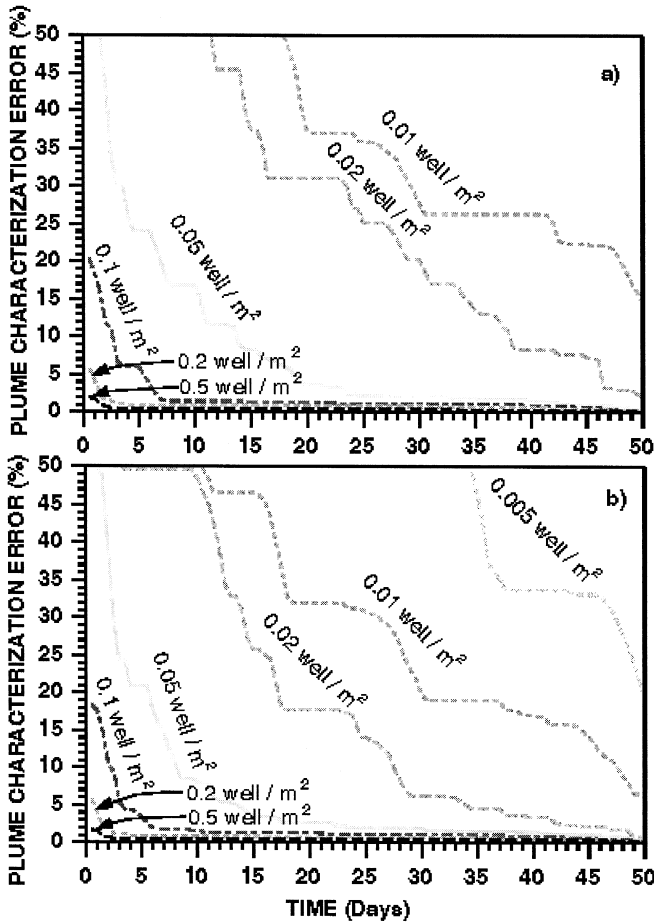 PLUME CHARACTERIZATION ERROR (%)
50
45
40
35
30
25
20
15
10
5
0
a)
0.01 well / m²
0.02 well / m²
0.05 well / m²
0.1 well / m²
0.2 well / m²
0.5 well / m²
0 5 10 15 20 25 30 35 40 45 50
PLUME CHARACTERIZATION ERROR (%)
50
45
40
35
30
25
20
15
10
5
0
b)
0.005 well / m²
0.01 well / m²
0.02 well / m²
0.05 well / m²
0.1 well / m²
0.2 well / m²
0.5 well / m²
0 5 10 15 20 25 30 35 40 45 50
TIME (Days)